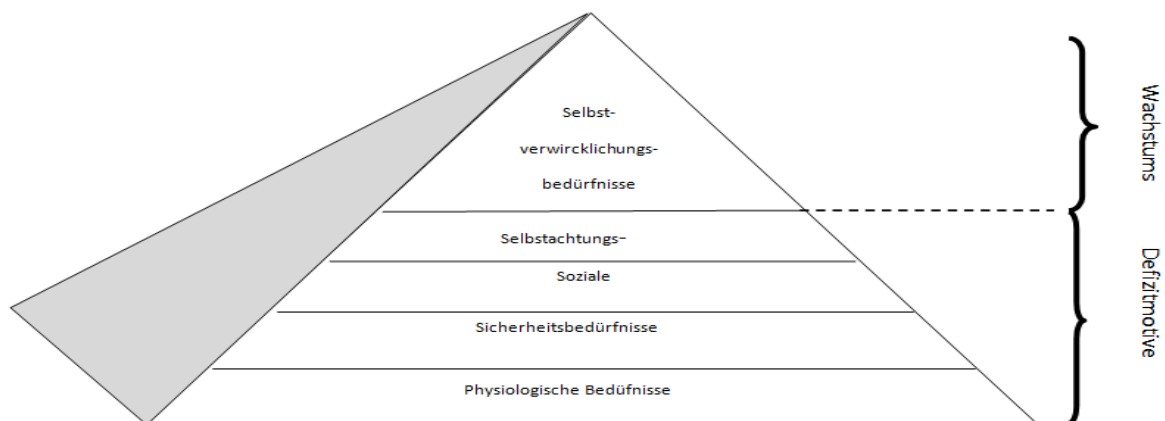 Selbst-
verwircklichungs-
bedürfnisse
Selbstachtungs-
Soziale
Sicherheitsbedürfnisse
Physiologische Bedüfnisse
Wachstums
Defizitmotive